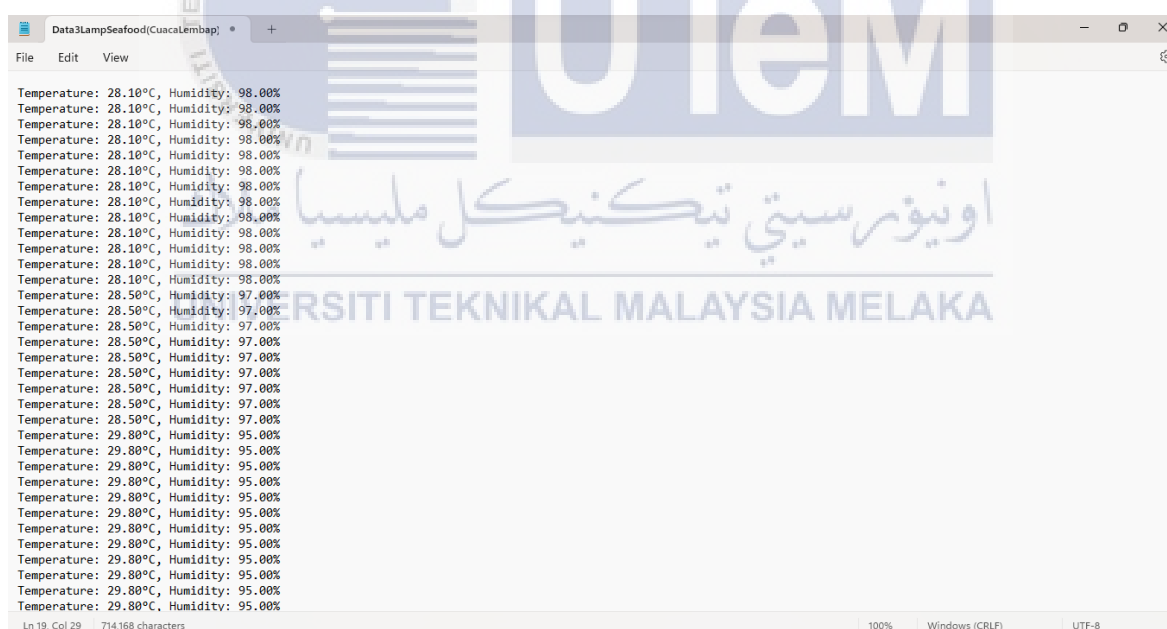 Data3LampSeafood(CuacaLembap)
UTeM
File Edit View
Temperature: 28.10°C, Humidity: 98.00%
Temperature: 28.10°C, Humidity: 98.00%
Temperature: 28.10°C, Humidity: 98.00%
Temperature: 28.10°C, Humidity: 98.00%
Temperature: 28.10°C, Humidity: 98.00%
Temperature: 28.10°C, Humidity: 98.00%
Temperature: 28.10°C, Humidity: 98.00%
Temperature: 28.10°C, Humidity: 98.00%
Temperature: 28.10°C, Humidity: 98.00%
Temperature: 28.10°C, Humidity: 98.00%
Temperature: 28.10°C, Humidity: 98.00%
Temperature: 28.10°C, Humidity: 98.00%
Temperature: 28.10°C, Humidity: 98.00%
Temperature: 28.50°C, Humidity: 97.00%
Temperature: 28.50°C, Humidity: 97.00%
Temperature: 28.50°C, Humidity: 97.00%
Temperature: 28.50°C, Humidity: 97.00%
Temperature: 28.50°C, Humidity: 97.00%
Temperature: 28.50°C, Humidity: 97.00%
Temperature: 28.50°C, Humidity: 97.00%
Temperature: 28.50°C, Humidity: 97.00%
Temperature: 28.50°C, Humidity: 97.00%
Temperature: 29.80°C, Humidity: 95.00%
Temperature: 29.80°C, Humidity: 95.00%
Temperature: 29.80°C, Humidity: 95.00%
Temperature: 29.80°C, Humidity: 95.00%
Temperature: 29.80°C, Humidity: 95.00%
Temperature: 29.80°C, Humidity: 95.00%
Temperature: 29.80°C, Humidity: 95.00%
Temperature: 29.80°C, Humidity: 95.00%
Temperature: 29.80°C, Humidity: 95.00%
Temperature: 29.80°C, Humidity: 95.00%
Temperature: 29.80°C, Humidity: 95.00%
Temperature: 29.80°C, Humidity: 95.00%
اونيۏرسيتي تيكنيكل مليسيا ملاك
UNIVERSITI TEKNIKAL MALAYSIA MELAKA
Ln 19, Col 29 714,168 characters 100% Windows (CRLF) UTF-8